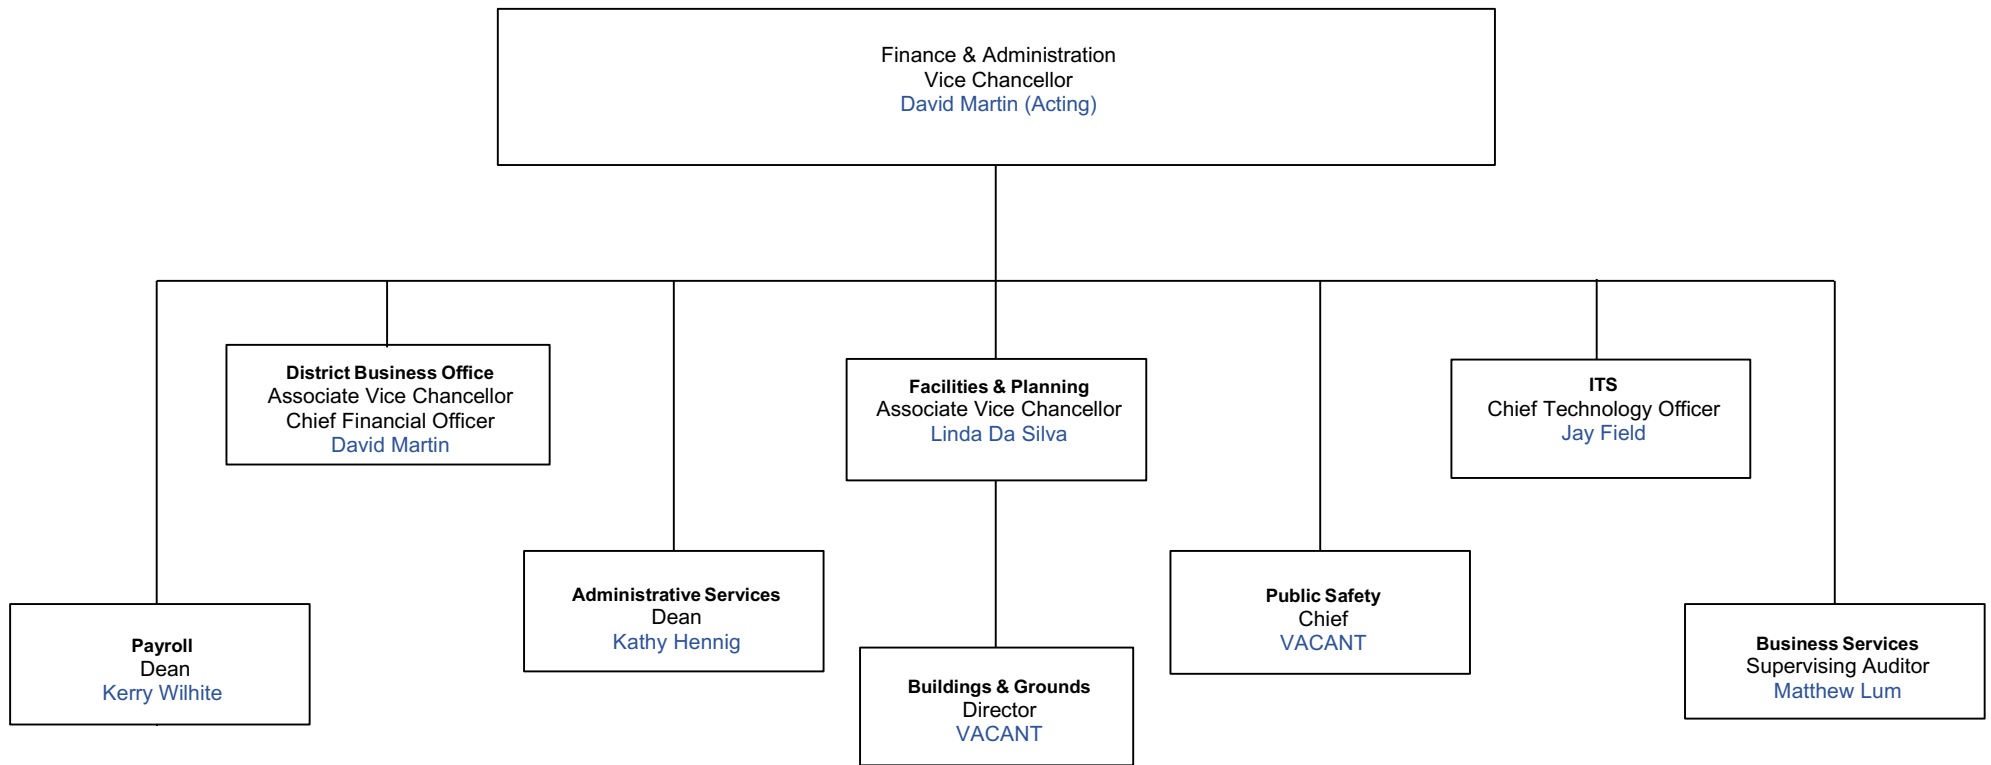 Finance & Administration
Vice Chancellor
David Martin (Acting)
District Business Office
Associate Vice Chancellor
Chief Financial Officer
David Martin
Facilities & Planning
Associate Vice Chancellor
Linda Da Silva
ITS
Chief Technology Officer
Jay Field
Administrative Services
Dean
Kathy Hennig
Public Safety
Chief
VACANT
Payroll
Dean
Kerry Wilhite
Buildings & Grounds
Director
VACANT
Business Services
Supervising Auditor
Matthew Lum